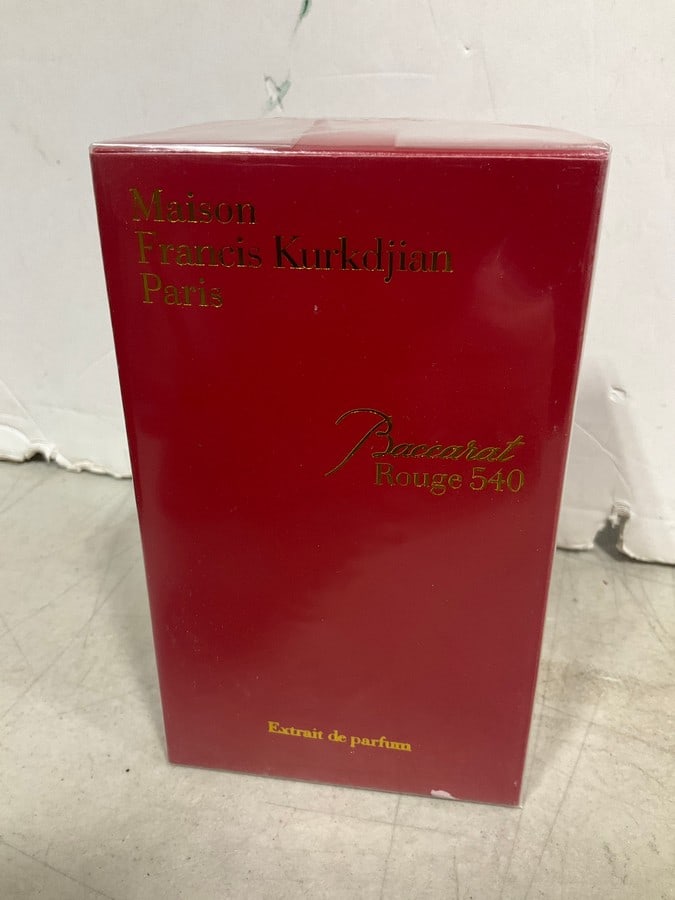 Maison
Francis Kurkdjian
Paris
Baccarat
Rouge 540
Extrait de parfum